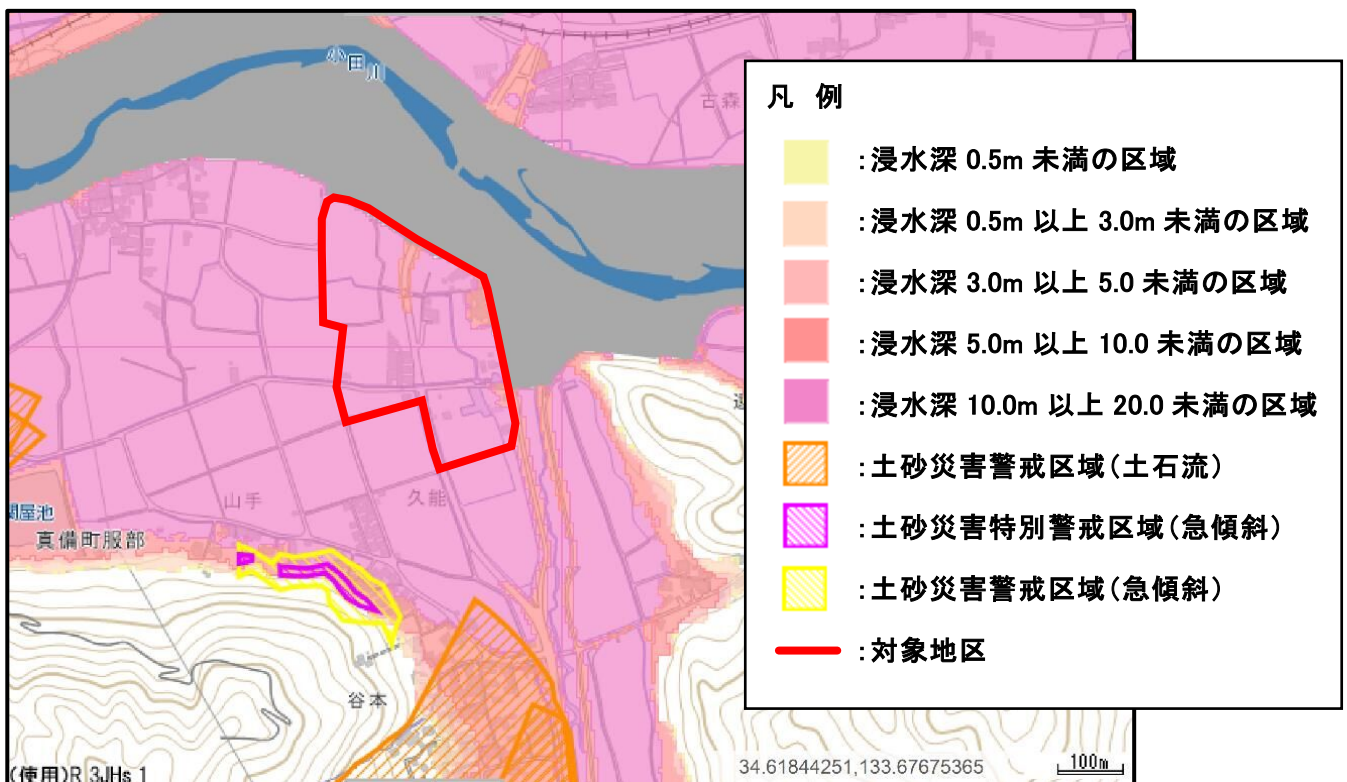 小田川
古森
凡 例
:浸水深 0.5m 未満の区域
:浸水深 0.5m 以上 3.0m 未満の区域
:浸水深 3.0m 以上 5.0 未満の区域
:浸水深 5.0m 以上 10.0 未満の区域
:浸水深 10.0m 以上 20.0 未満の区域
:土砂災害警戒区域(土石流)
:土砂災害特別警戒区域(急傾斜)
:土砂災害警戒区域(急傾斜)
:対象地区
山手
久能
屋池
真備町服部
谷本
(使用)R 3JHs 1
34.61844251,133.67675365
100m